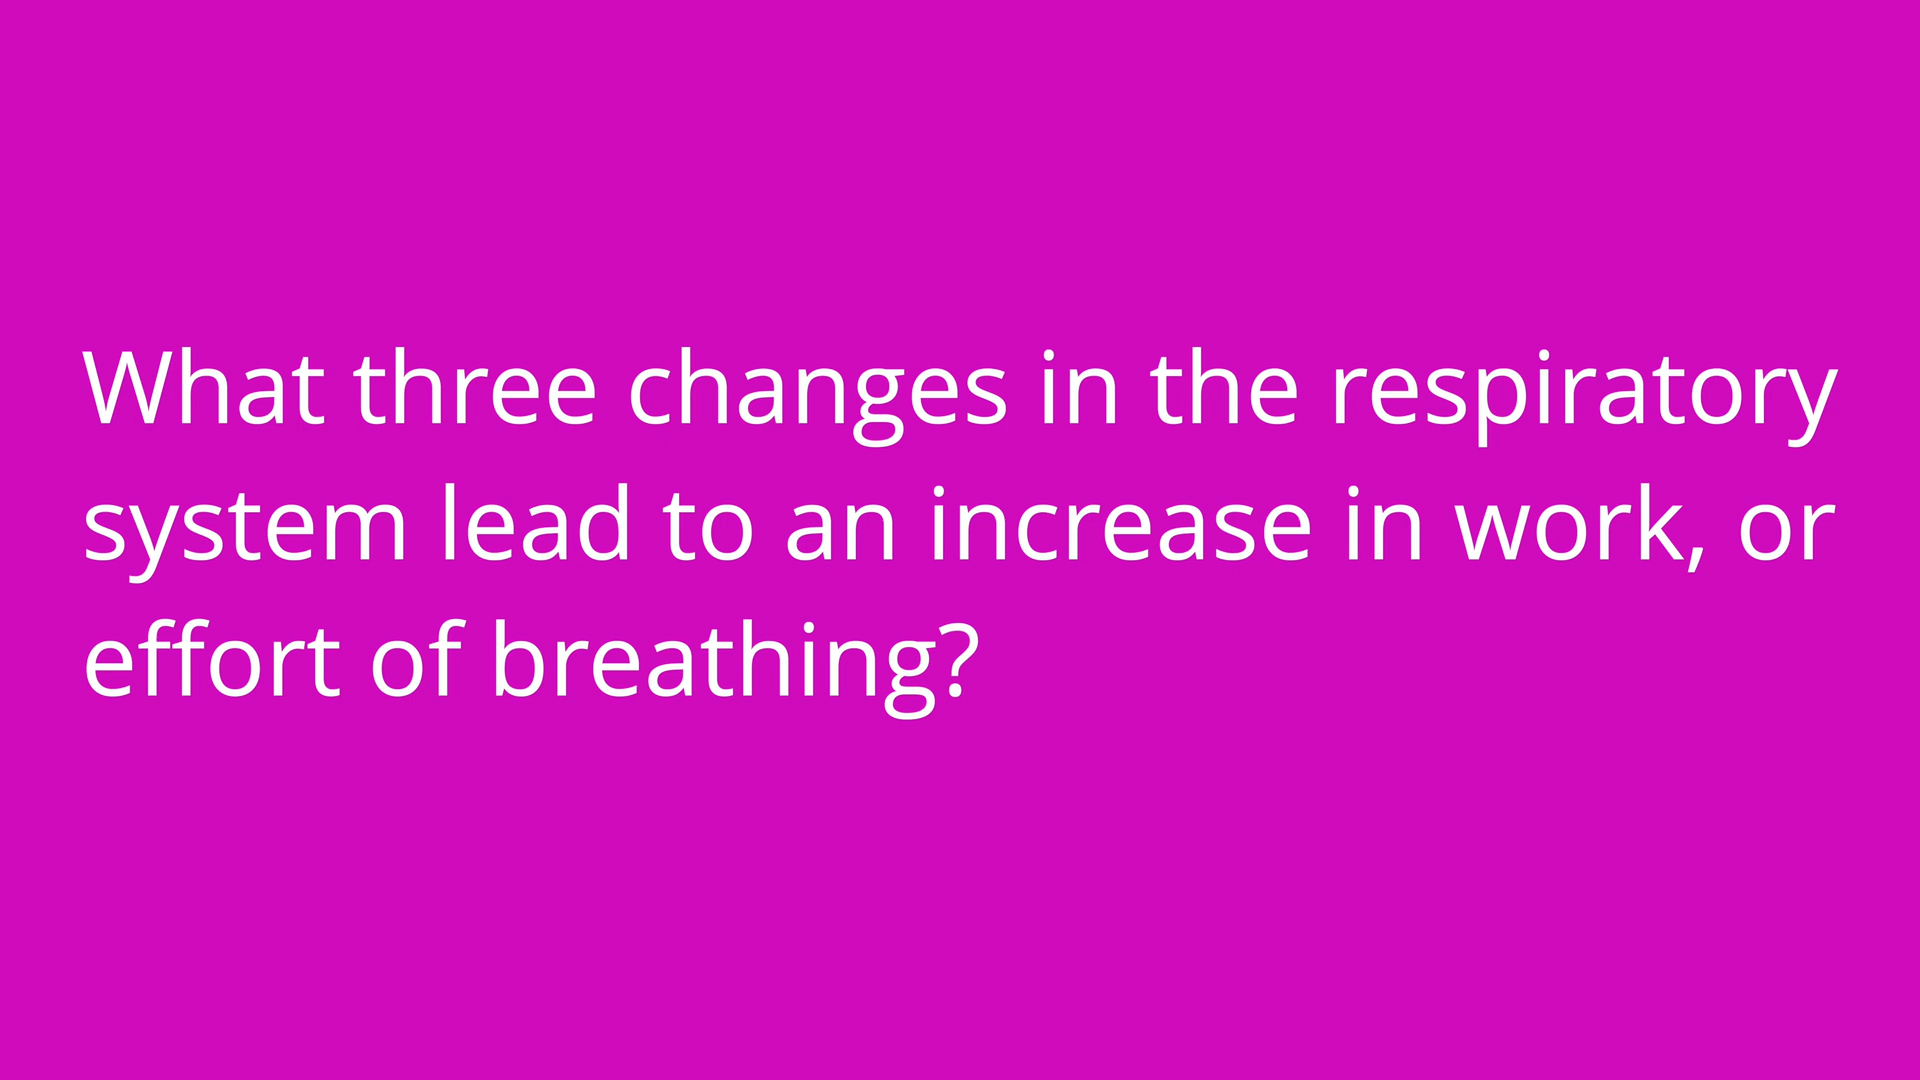 What three changes in the respiratory
system lead to an increase in work, or
effort of breathing?